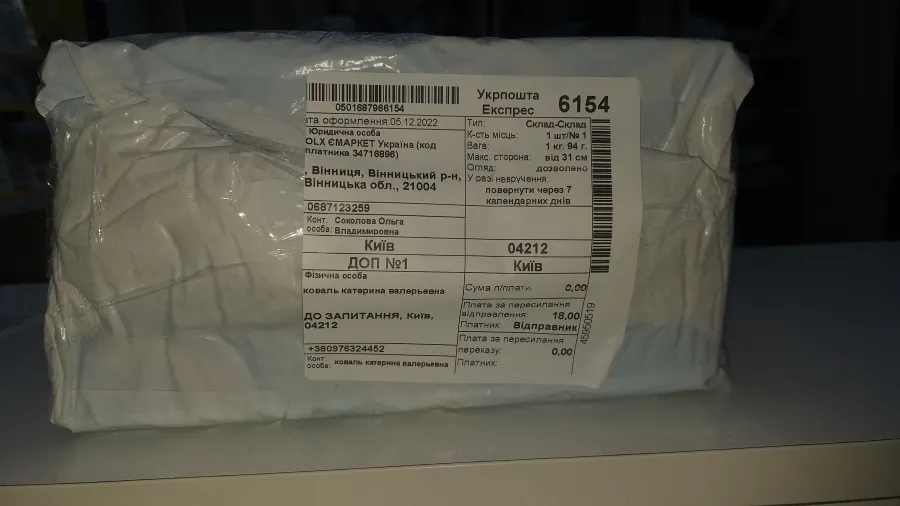 0501687966154
Укрпошта
Експрес 6154
та оформлення:05.12.2022
Юридична особа
OLX ЄМАРКЕТ Україна (код
платника 34716896)
, Вінниця, Вінницький р-н,
Вінницька обл., 21004
0687123259
Конт. особа: Соколова Ольга
Владимировна
Тип: Склад-Склад
К-сть місць: 1 шт/№ 1
Вага: 1 кг. 94 г.
Макс. сторона: від 31 см
Огляд: дозволено
У разі невручення:
повернути через 7
календарних днів
Київ 04212
ДОП №1 Київ
Фізична особа
коваль катерина валерьевна
ДО ЗАПИТАННЯ, Київ,
04212
+380976324452
Конт. особа: коваль катерина валерьевна
Сума п/плати: 0,00
Плата за пересилання
відправлення: 18,00
Платник: Відправник
Плата за пересилання
переказу: 0,00
Платник:
45950519